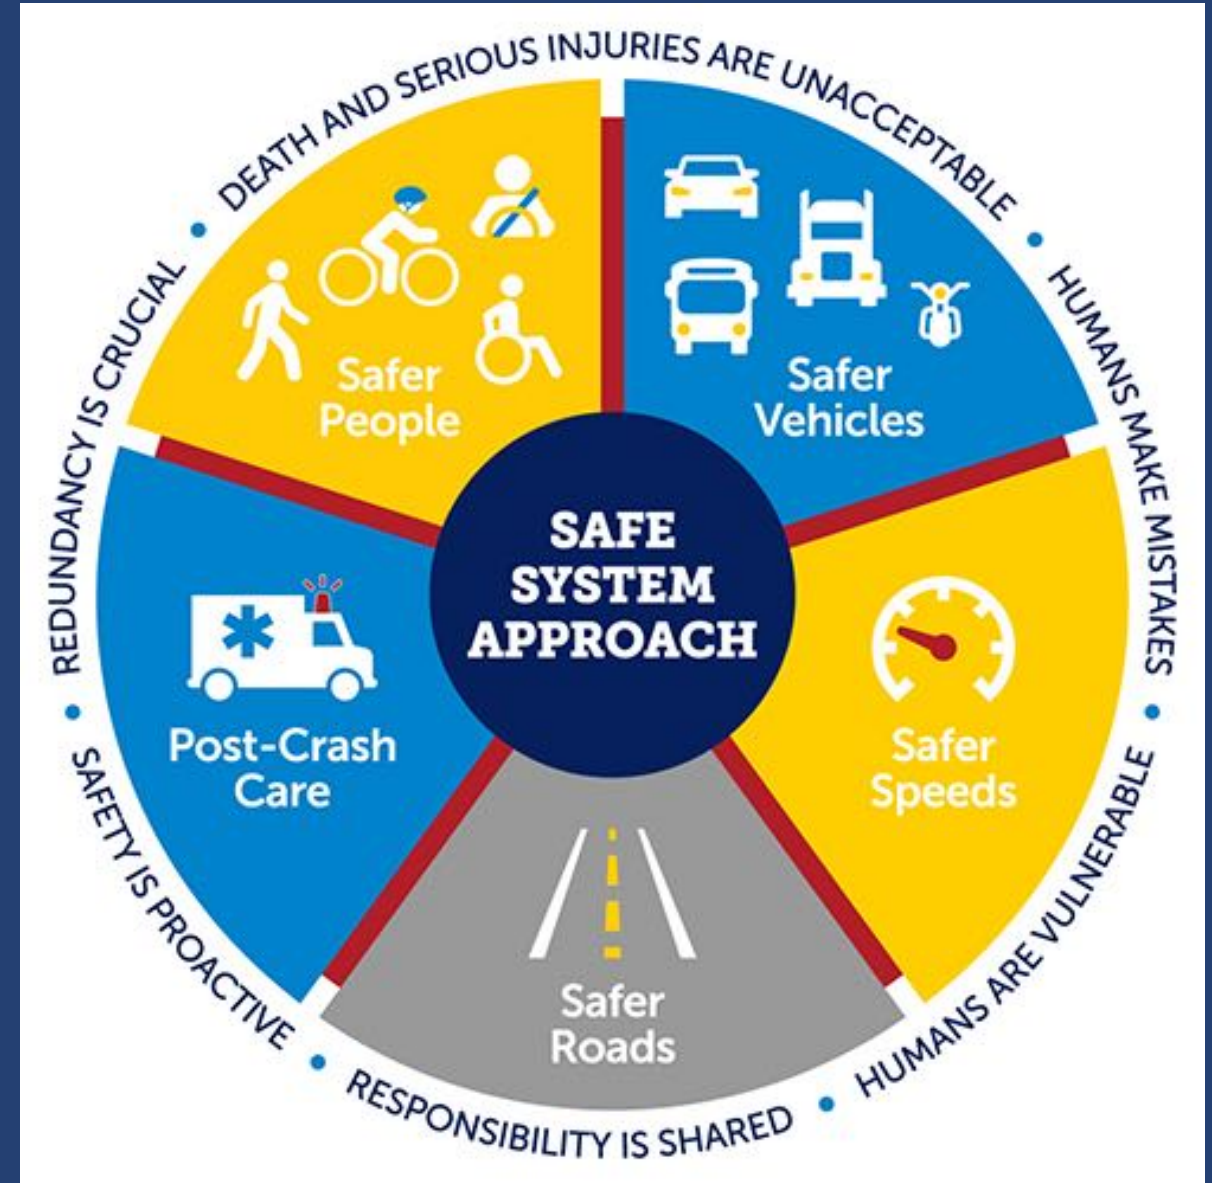 DEATH AND SERIOUS INJURIES ARE UNACCEPTABLE
HUMANS MAKE MISTAKES
HUMANS ARE VULNERABLE
RESPONSIBILITY IS SHARED
SAFETY IS PROACTIVE
REDUNDANCY IS CRUCIAL
Safer
People
Safer
Vehicles
SAFE
SYSTEM
APPROACH
Post-Crash
Care
Safer
Speeds
Safer
Roads